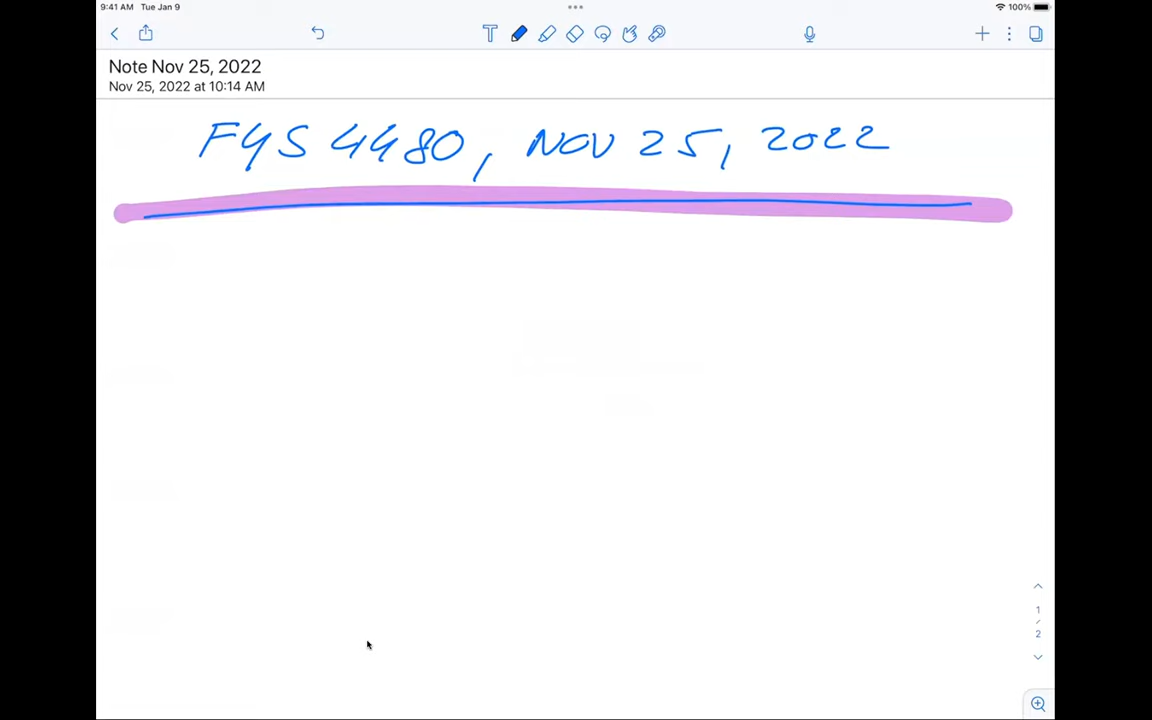 9:41 AM Tue Jan 9 100%
Note Nov 25, 2022
Nov 25, 2022 at 10:14 AM
FYS 4480, NOV 25, 2022
1
/
2